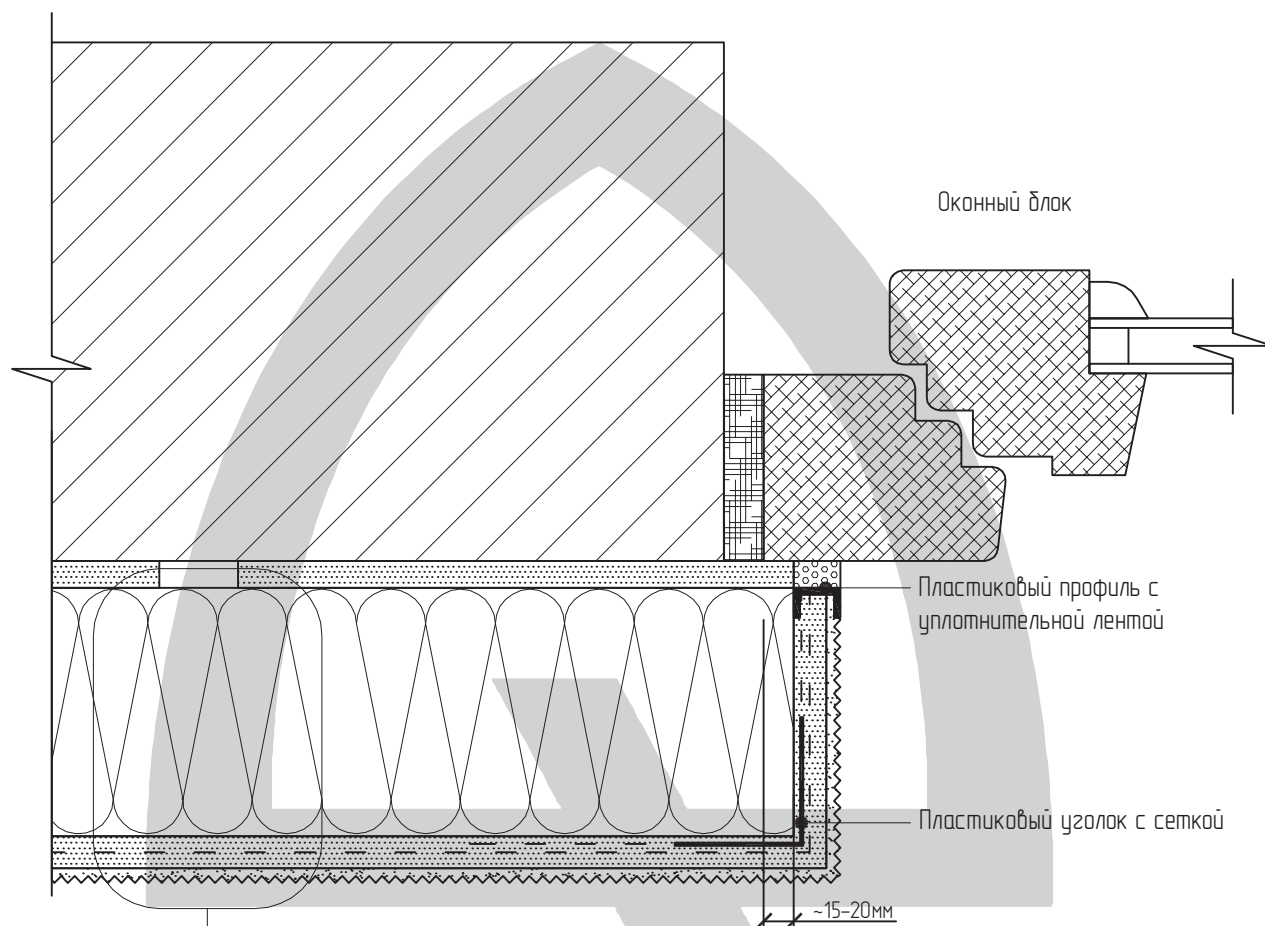 Оконный блок
Пластиковый профиль с
уплотнительной лентой
Пластиковый уголок с сеткой
~15-20мм